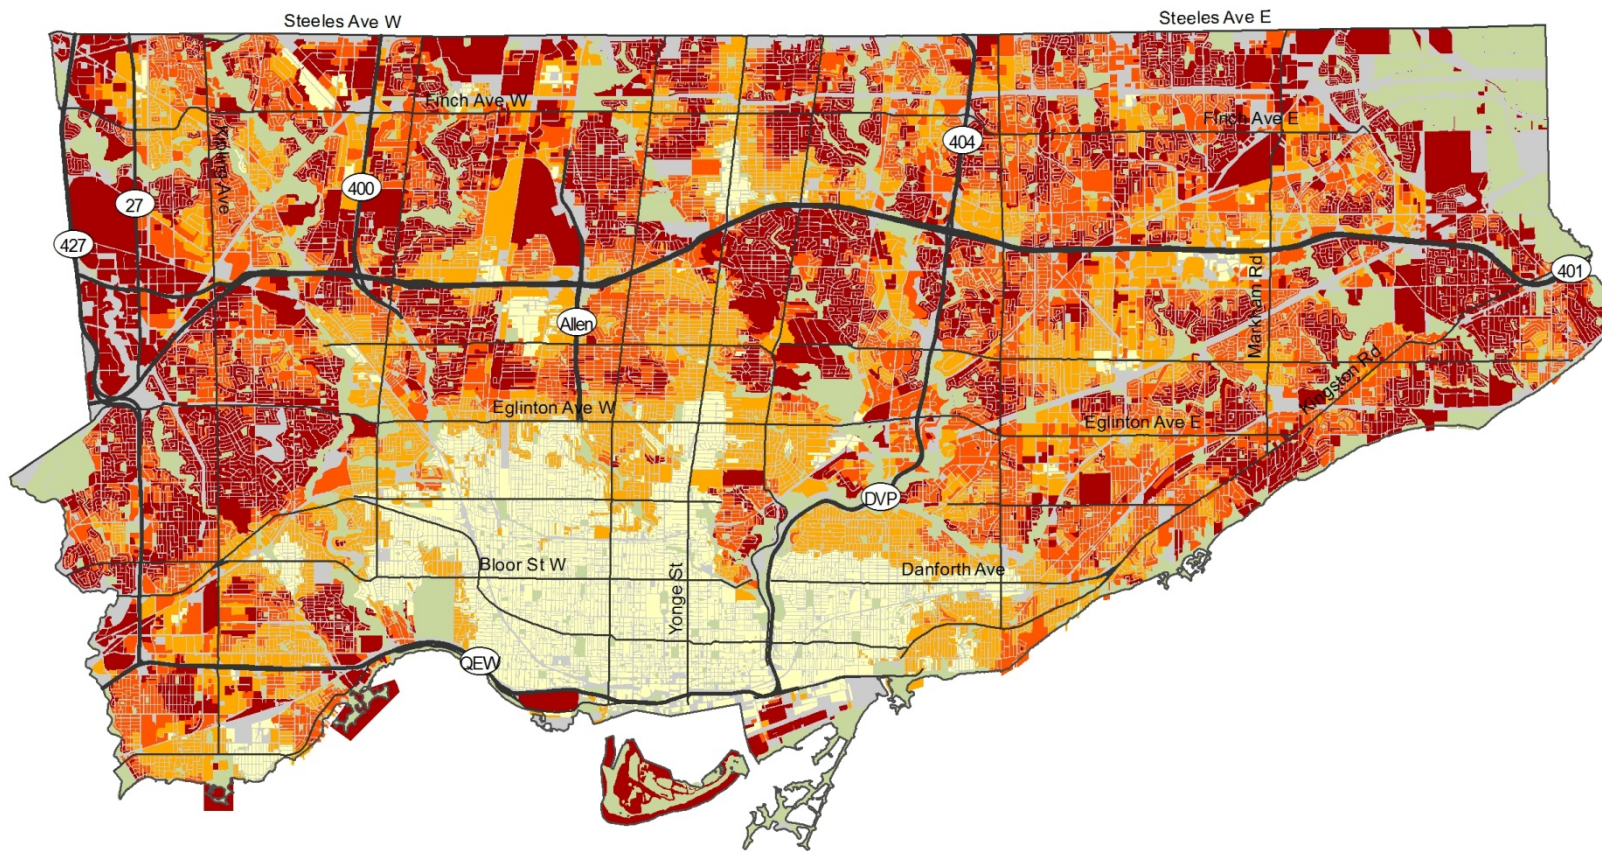 Steeles Ave W
Steeles Ave E
Finch Ave W
Finch Ave E
Kipling Ave
400
404
27
427
401
Markham Rd
Allen
Kingston Rd
Eglinton Ave W
Eglinton Ave E
DVP
Bloor St W
Danforth Ave
Yonge St
QEW